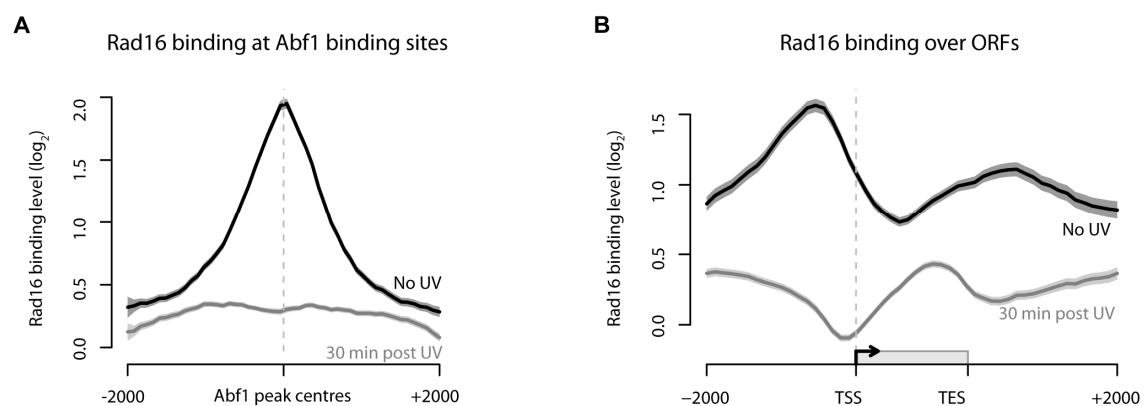 A
Rad16 binding at Abf1 binding sites
Rad16 binding level (log2)
2.0
1.5
1.0
0.5
0.0
No UV
30 min post UV
-2000
Abf1 peak centres
+2000
B
Rad16 binding over ORFs
Rad16 binding level (log2)
1.5
1.0
0.5
0.0
No UV
30 min post UV
−2000
TSS
TES
+2000